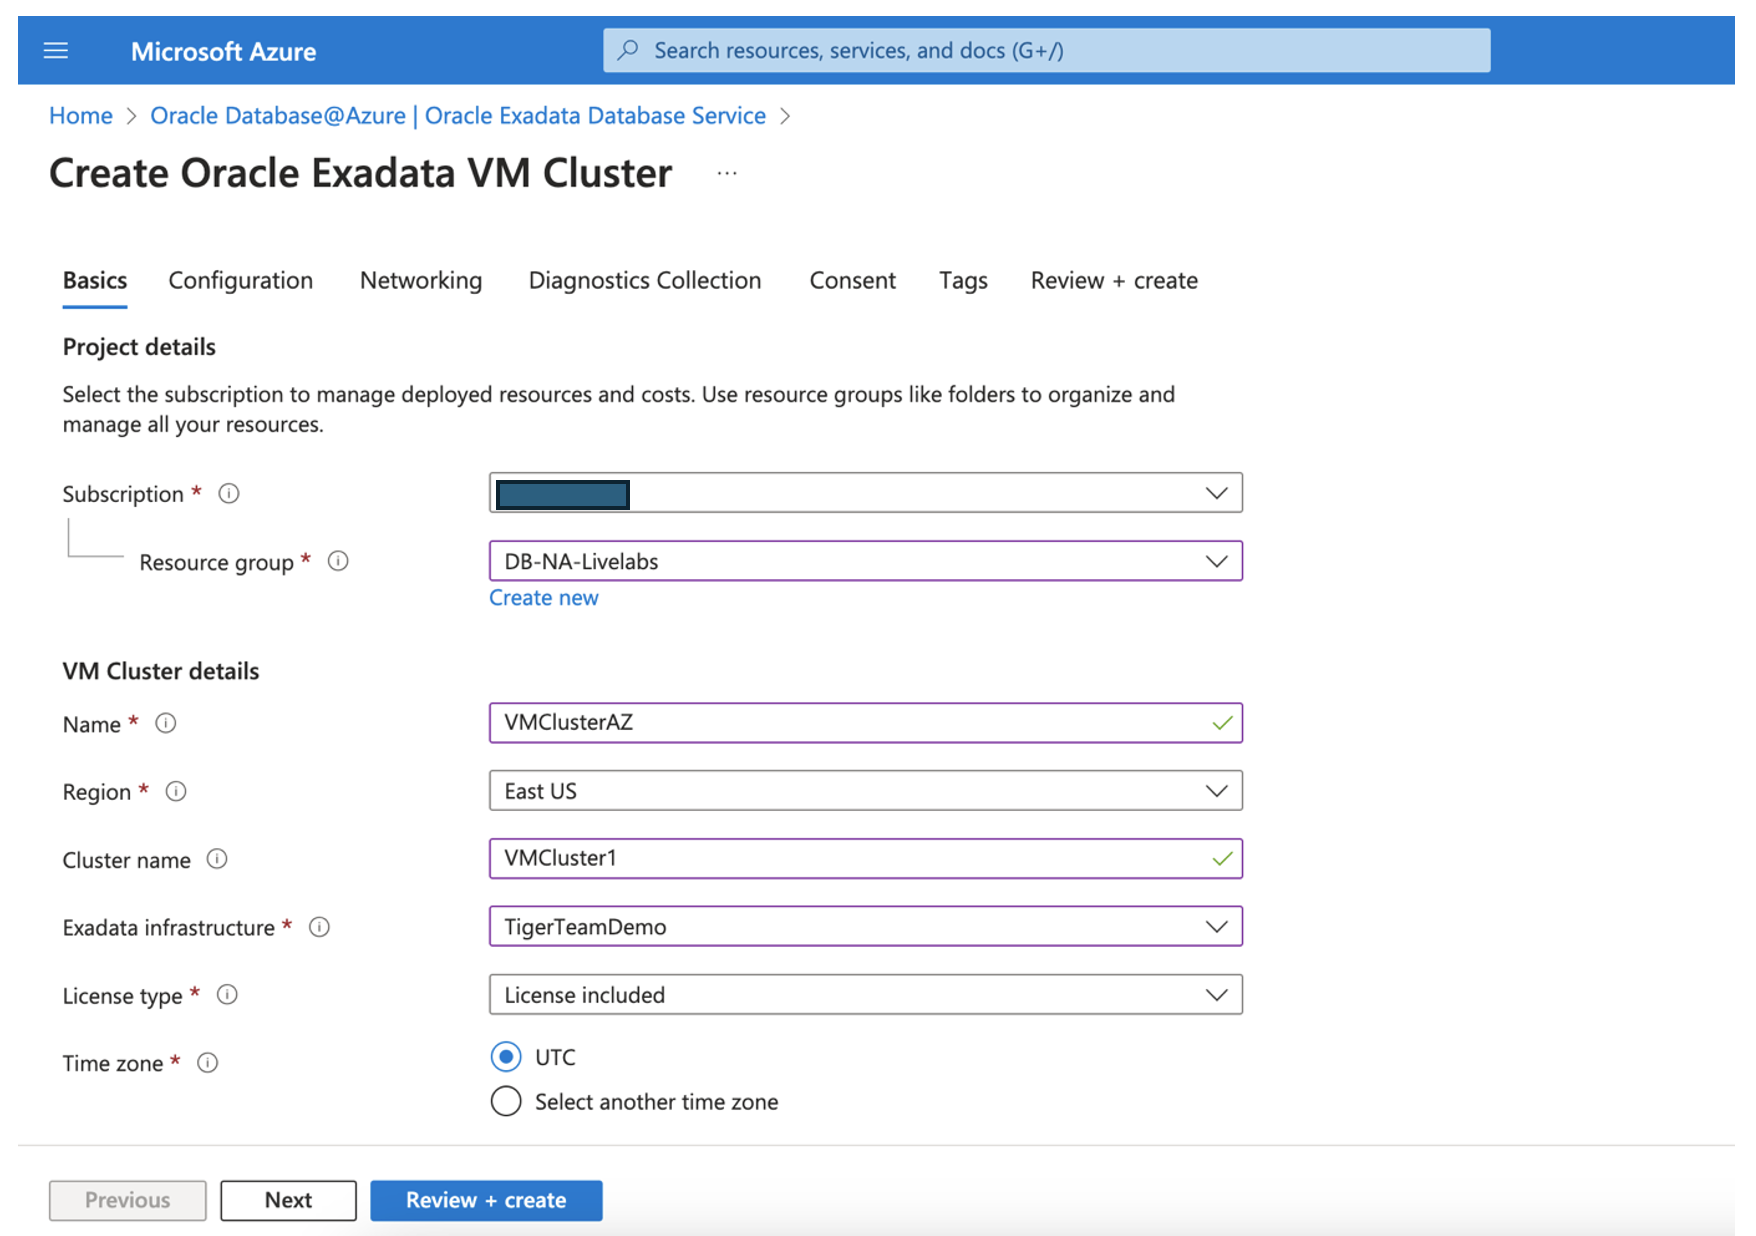 Microsoft Azure
Search resources, services, and docs (G+/)
Home > Oracle Database@Azure | Oracle Exadata Database Service >
Create Oracle Exadata VM Cluster ...
Basics Configuration Networking Diagnostics Collection Consent Tags Review + create
Project details
Select the subscription to manage deployed resources and costs. Use resource groups like folders to organize and
manage all your resources.
Subscription *
Resource group * DB-NA-Livelabs
Create new
VM Cluster details
Name * VMClusterAZ
Region * East US
Cluster name VMCluster1
Exadata infrastructure * TigerTeamDemo
License type * License included
Time zone * UTC
Select another time zone
Previous Next Review + create